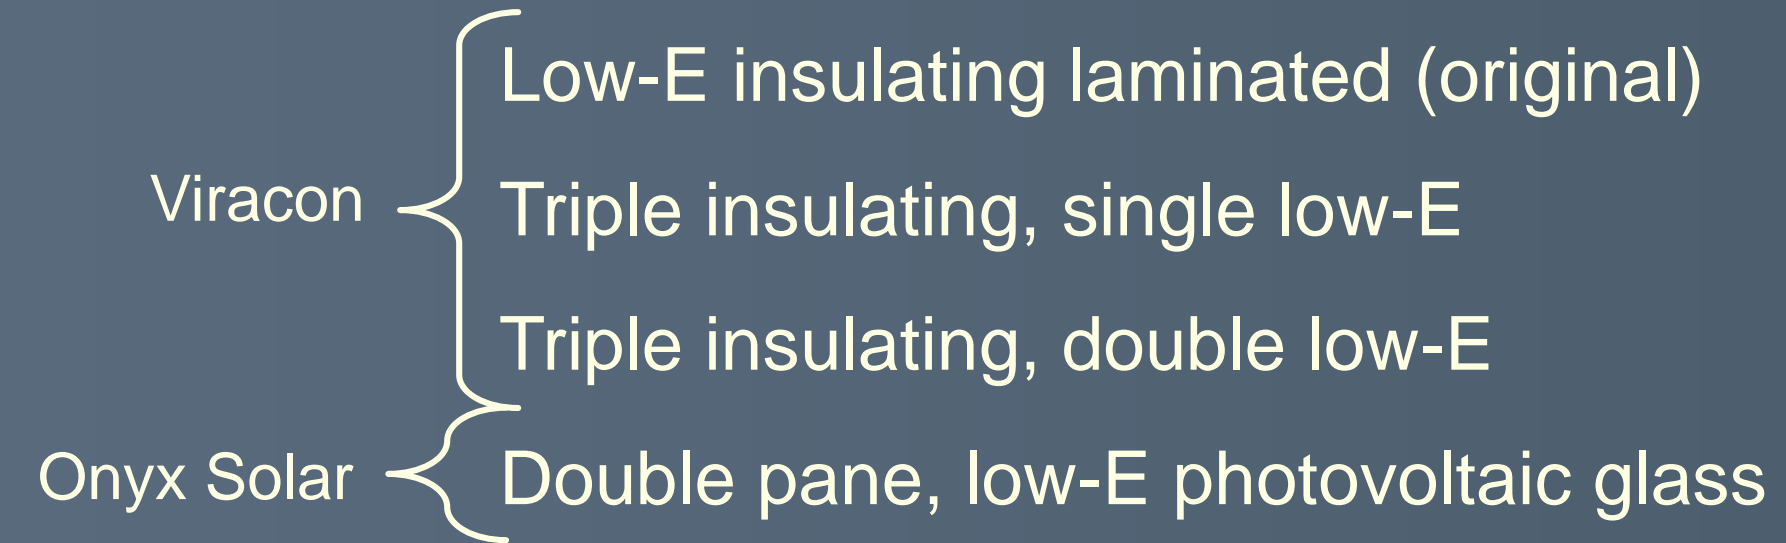 Low-E insulating laminated (original)
Viracon
Triple insulating, single low-E
Triple insulating, double low-E
Onyx Solar
Double pane, low-E photovoltaic glass